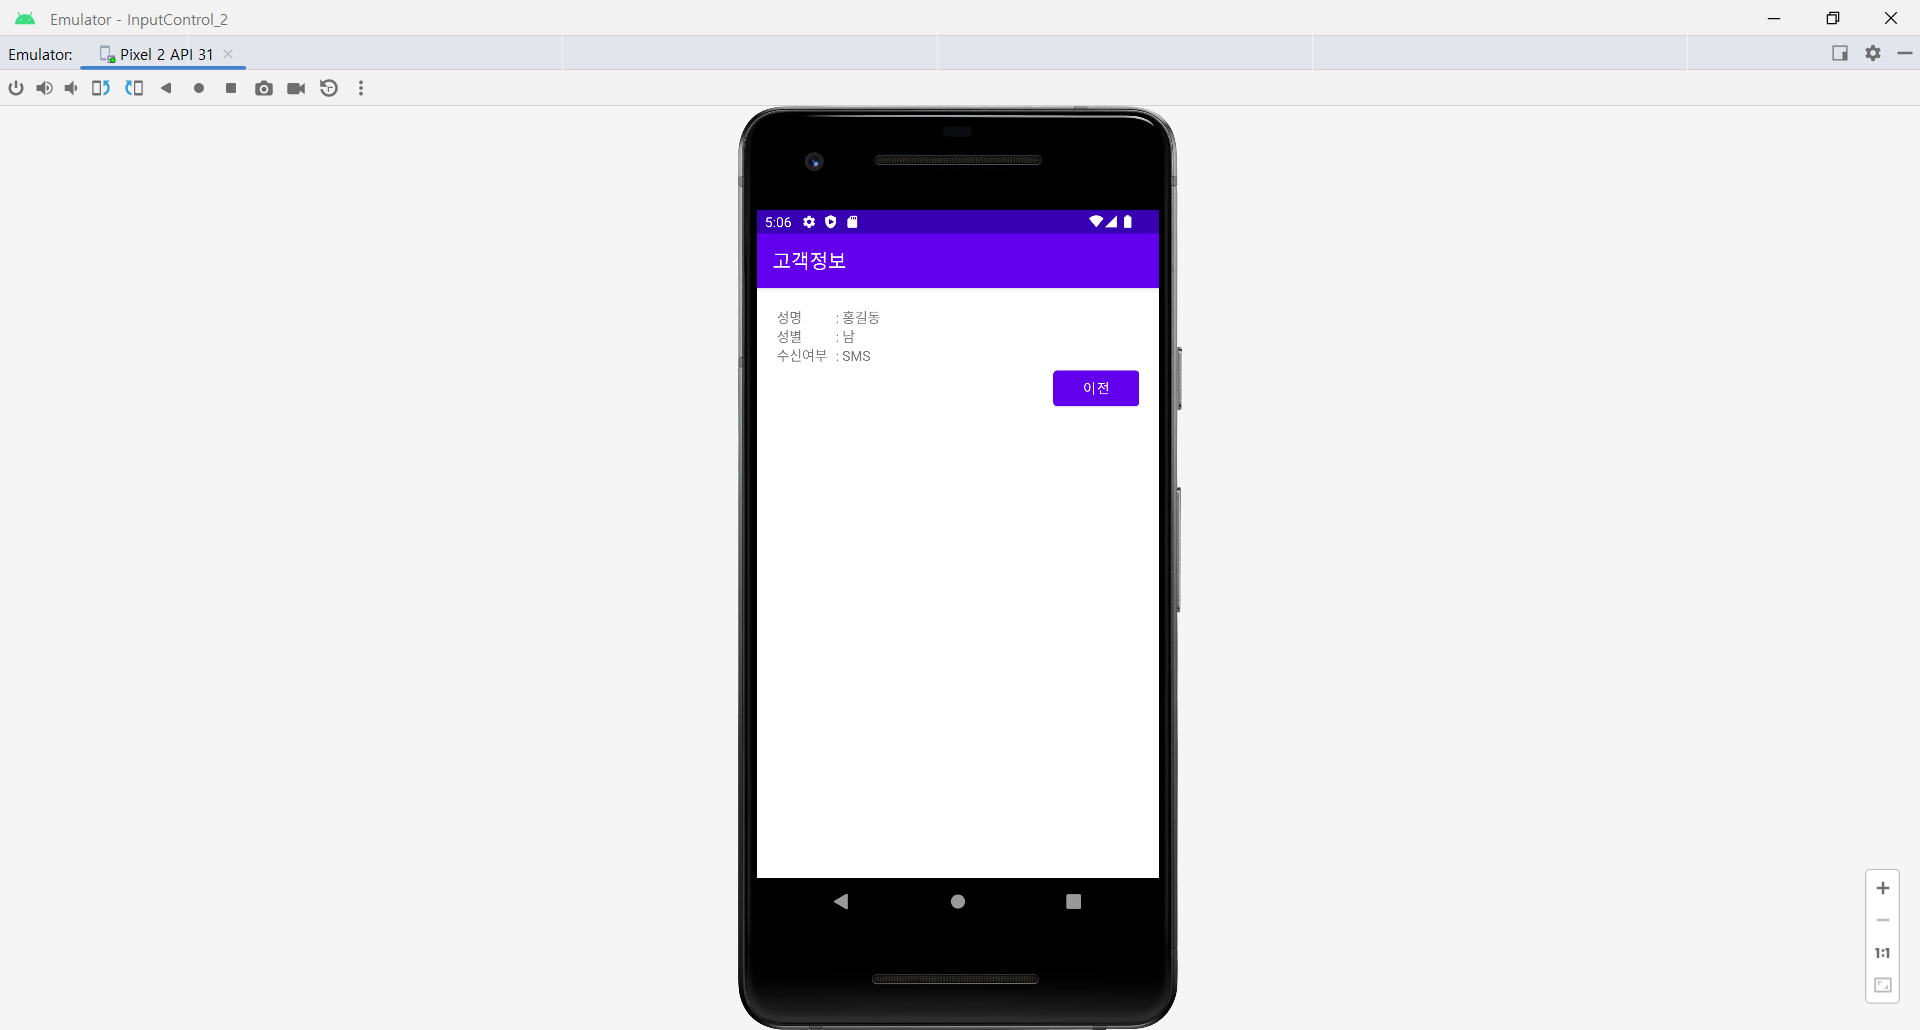 Emulator - InputControl_2
Emulator: Pixel 2 API 31
5:06
고객정보
성명 : 홍길동
성별 : 남
수신여부 : SMS
이전
1:1